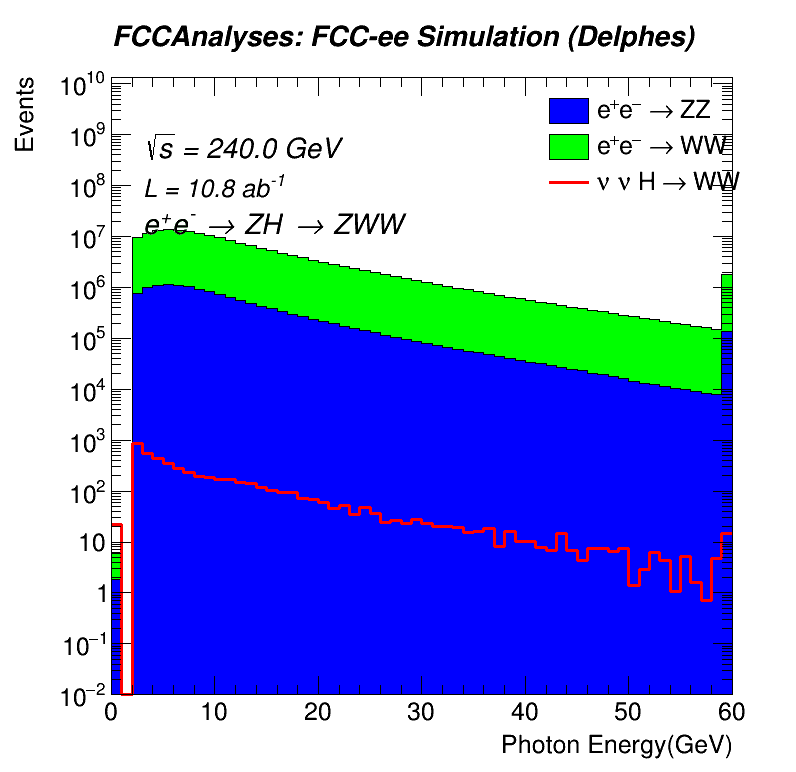 FCCAnalyses: FCC-ee Simulation (Delphes)
Events
10¹⁰
10⁹
10⁸
10⁷
10⁶
10⁵
10⁴
10³
10²
10
1
10⁻¹
10⁻²
√s = 240.0 GeV
L = 10.8 ab⁻¹
e⁺e⁻ → ZH → ZWW
e⁺e⁻ → ZZ
e⁺e⁻ → WW
ν ν H → WW
0 10 20 30 40 50 60
Photon Energy(GeV)